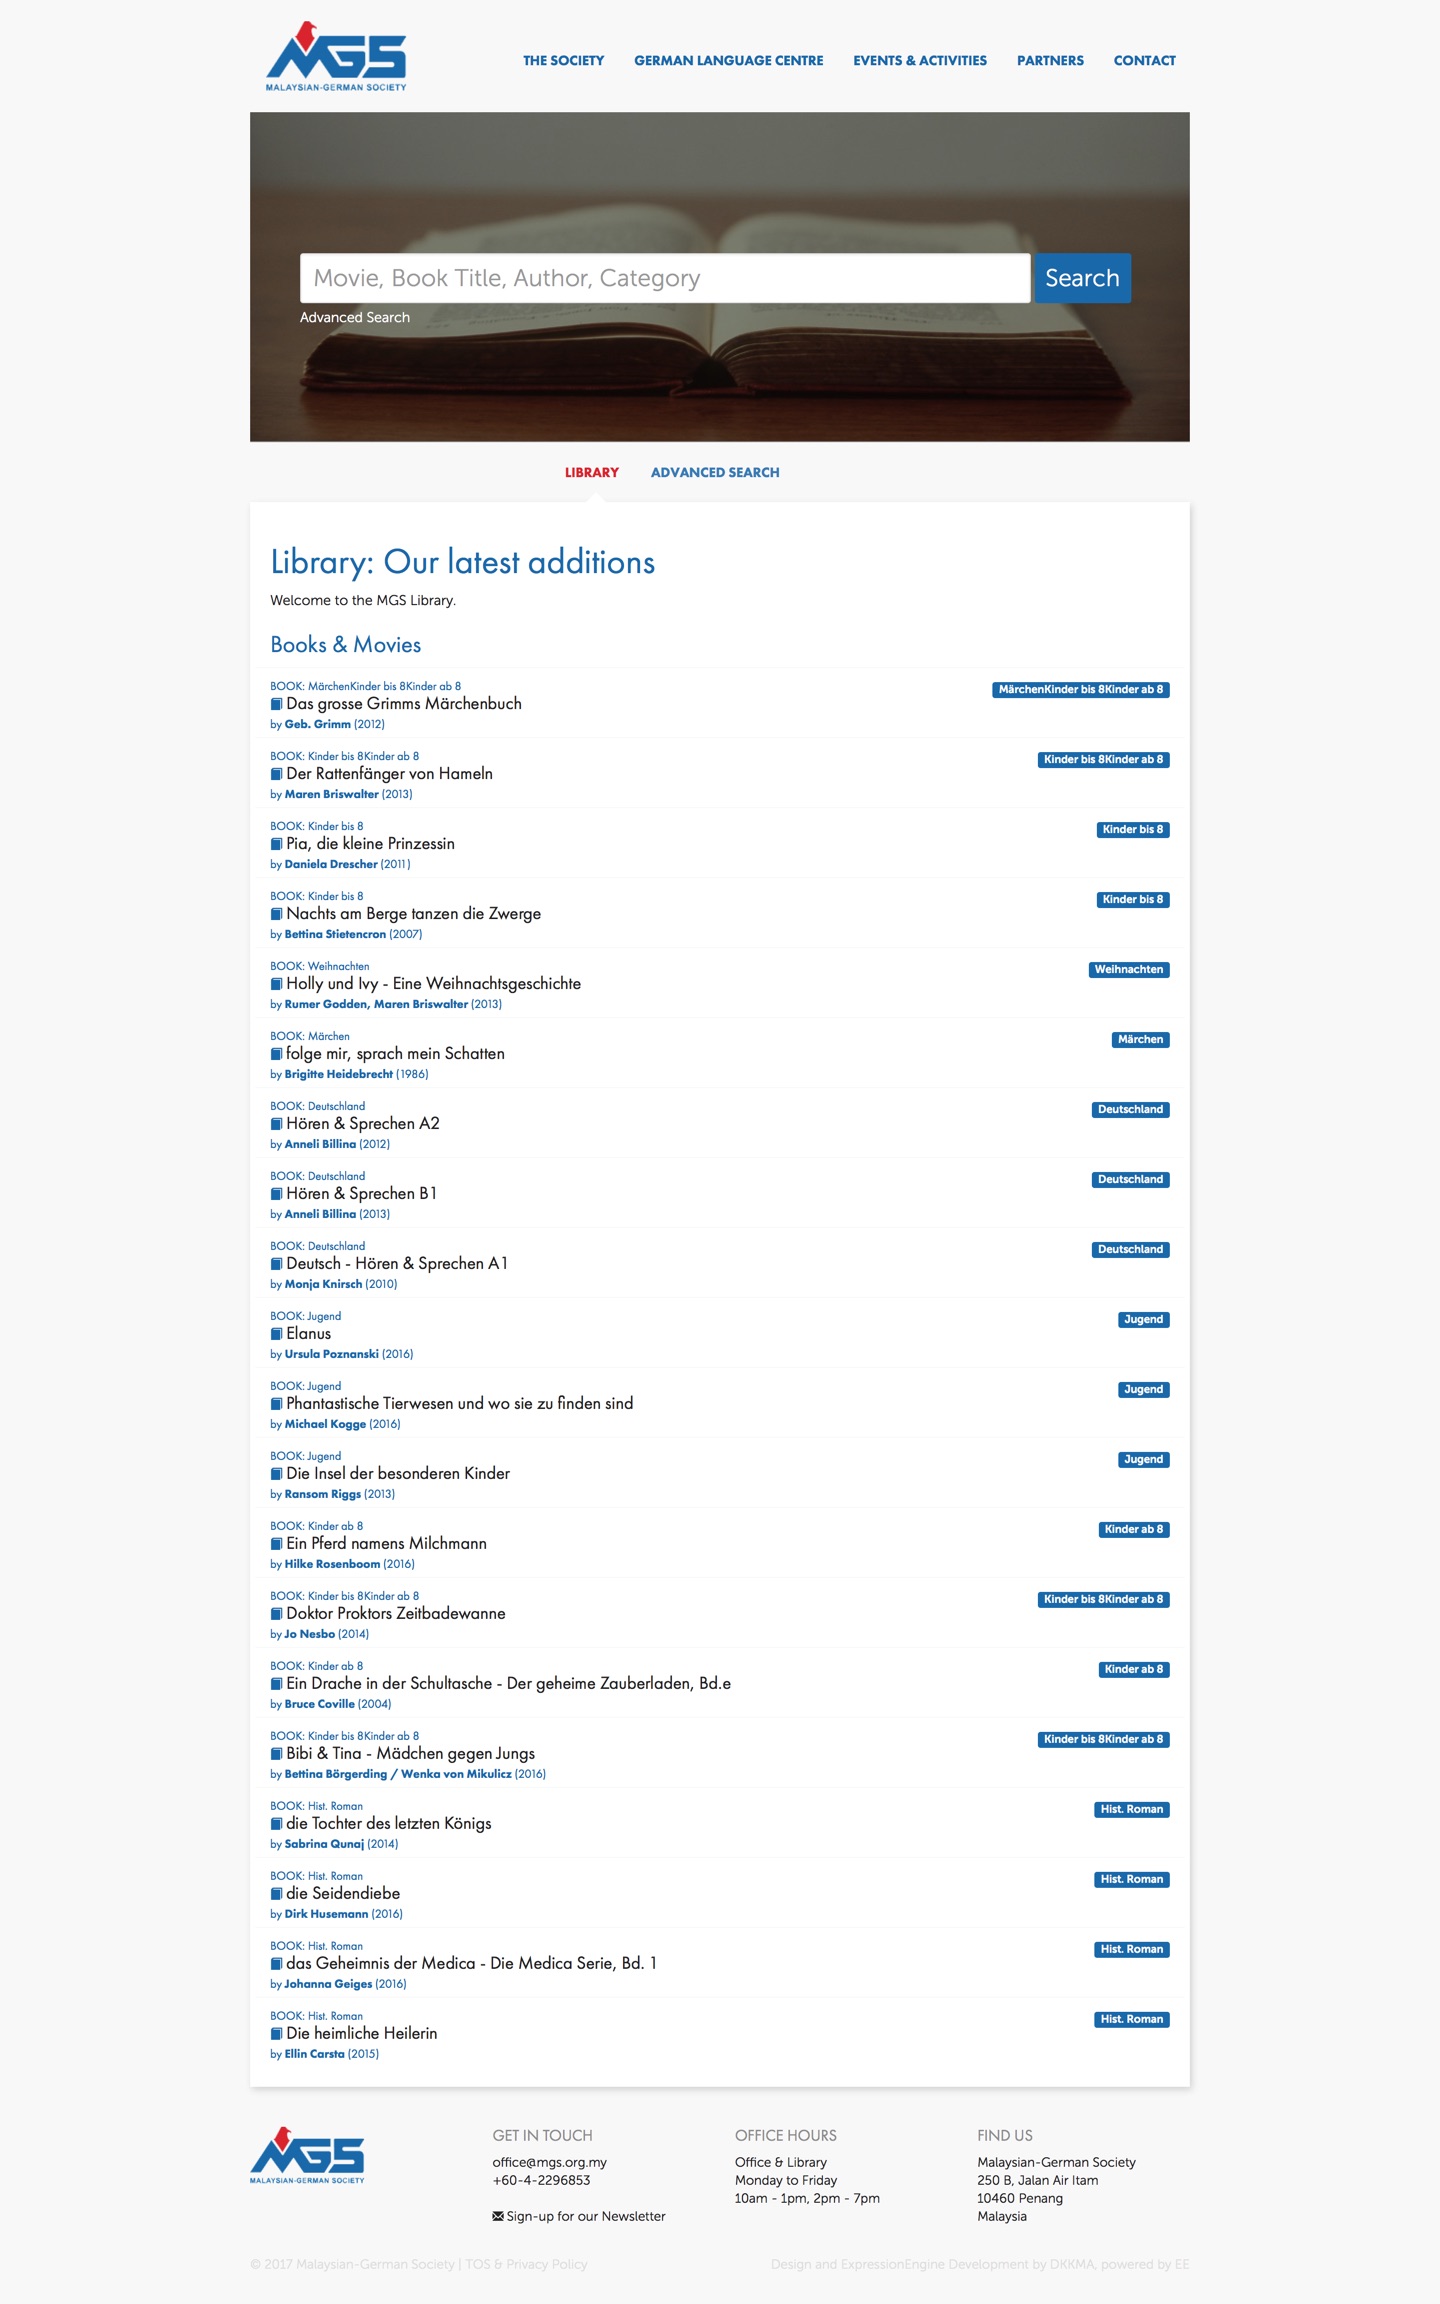 MGS
MALAYSIAN-GERMAN SOCIETY
THE SOCIETY GERMAN LANGUAGE CENTRE EVENTS & ACTIVITIES PARTNERS CONTACT
Movie, Book Title, Author, Category Search
Advanced Search
LIBRARY ADVANCED SEARCH
Library: Our latest additions
Welcome to the MGS Library.
Books & Movies
BOOK: MärchenKinder bis 8Kinder ab 8 MärchenKinder bis 8Kinder ab 8
Das grosse Grimms Märchenbuch
by Geb. Grimm (2012)
BOOK: Kinder bis 8Kinder ab 8 Kinder bis 8Kinder ab 8
Der Rattenfänger von Hameln
by Maren Briswalter (2013)
BOOK: Kinder bis 8 Kinder bis 8
Pia, die kleine Prinzessin
by Daniela Drescher (2011)
BOOK: Kinder bis 8 Kinder bis 8
Nachts am Berge tanzen die Zwerge
by Bettina Stietencron (2007)
BOOK: Weihnachten Weihnachten
Holly und Ivy - Eine Weihnachtsgeschichte
by Rumer Godden, Maren Briswalter (2013)
BOOK: Märchen Märchen
folge mir, sprach mein Schatten
by Brigitte Heidebrecht (1986)
BOOK: Deutschland Deutschland
Hören & Sprechen A2
by Anneli Billina (2012)
BOOK: Deutschland Deutschland
Hören & Sprechen B1
by Anneli Billina (2013)
BOOK: Deutschland Deutschland
Deutsch - Hören & Sprechen A1
by Monja Knirsch (2010)
BOOK: Jugend Jugend
Elanus
by Ursula Poznanski (2016)
BOOK: Jugend Jugend
Phantastische Tierwesen und wo sie zu finden sind
by Michael Kogge (2016)
BOOK: Jugend Jugend
Die Insel der besonderen Kinder
by Ransom Riggs (2013)
BOOK: Kinder ab 8 Kinder ab 8
Ein Pferd namens Milchmann
by Hilke Rosenboom (2016)
BOOK: Kinder bis 8Kinder ab 8 Kinder bis 8Kinder ab 8
Doktor Proktors Zeitbadewanne
by Jo Nesbo (2014)
BOOK: Kinder ab 8 Kinder ab 8
Ein Drache in der Schultasche - Der geheime Zauberladen, Bd.e
by Bruce Coville (2004)
BOOK: Kinder bis 8Kinder ab 8 Kinder bis 8Kinder ab 8
Bibi & Tina - Mädchen gegen Jungs
by Bettina Börgerding / Wenka von Mikulicz (2016)
BOOK: Hist. Roman Hist. Roman
die Tochter des letzten Königs
by Sabrina Qunaj (2014)
BOOK: Hist. Roman Hist. Roman
die Seidendiebe
by Dirk Husemann (2016)
BOOK: Hist. Roman Hist. Roman
das Geheimnis der Medica - Die Medica Serie, Bd. 1
by Johanna Geiges (2016)
BOOK: Hist. Roman Hist. Roman
Die heimliche Heilerin
by Ellin Carsta (2015)
MGS
MALAYSIAN-GERMAN SOCIETY
GET IN TOUCH
office@mgs.org.my
+60-4-2296853
Sign-up for our Newsletter
OFFICE HOURS
Office & Library
Monday to Friday
10am - 1pm, 2pm - 7pm
FIND US
Malaysian-German Society
250 B, Jalan Air Itam
10460 Penang
Malaysia
© 2017 Malaysian-German Society | TOS & Privacy Policy
Design and ExpressionEngine Development by DKKMA, powered by EE